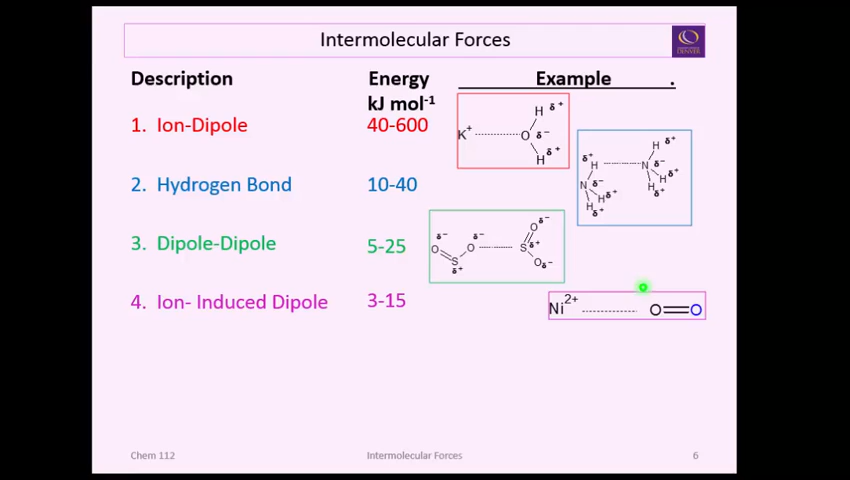 Intermolecular Forces
Description Energy Example .
kJ mol-1
1. Ion-Dipole 40-600
K+ O δ- H δ+ H δ+
2. Hydrogen Bond 10-40
δ+ H N δ- H δ+ H δ+ N δ- H δ+ H δ+ H δ+
3. Dipole-Dipole 5-25
δ- O S δ+ O δ- S δ+ O δ- O δ-
4. Ion- Induced Dipole 3-15
Ni2+ O O
Chem 112 Intermolecular Forces 6